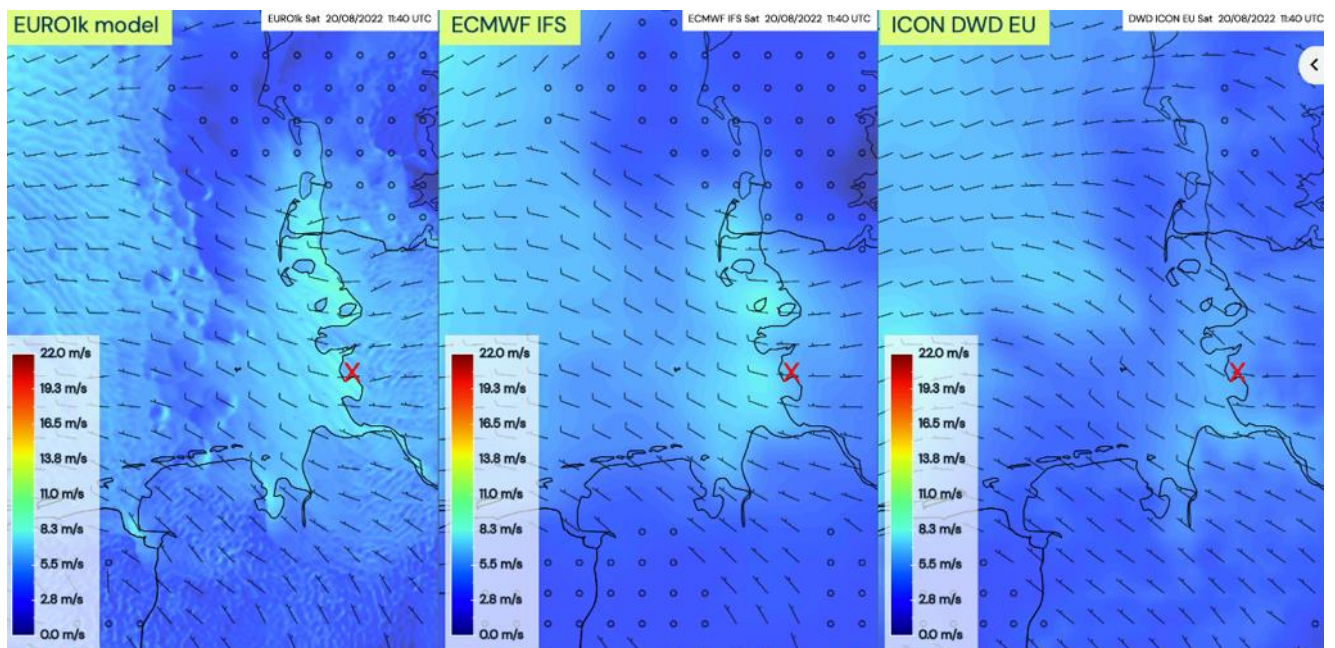 EURO1k model
EURO1k Sat 20/08/2022 11:40 UTC
22.0 m/s
19.3 m/s
16.5 m/s
13.8 m/s
11.0 m/s
8.3 m/s
5.5 m/s
2.8 m/s
0.0 m/s
ECMWF IFS
ECMWF IFS Sat 20/08/2022 11:40 UTC
22.0 m/s
19.3 m/s
16.5 m/s
13.8 m/s
11.0 m/s
8.3 m/s
5.5 m/s
2.8 m/s
0.0 m/s
ICON DWD EU
DWD ICON EU Sat 20/08/2022 11:40 UTC
22.0 m/s
19.3 m/s
16.5 m/s
13.8 m/s
11.0 m/s
8.3 m/s
5.5 m/s
2.8 m/s
0.0 m/s